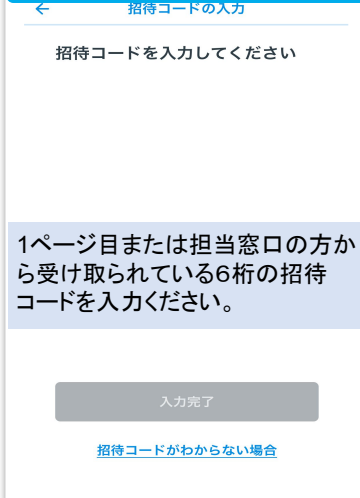 ← 招待コードの入力
招待コードを入力してください
1ページ目または担当窓口の方か
ら受け取られている6桁の招待
コードを入力ください。
入力完了
招待コードがわからない場合